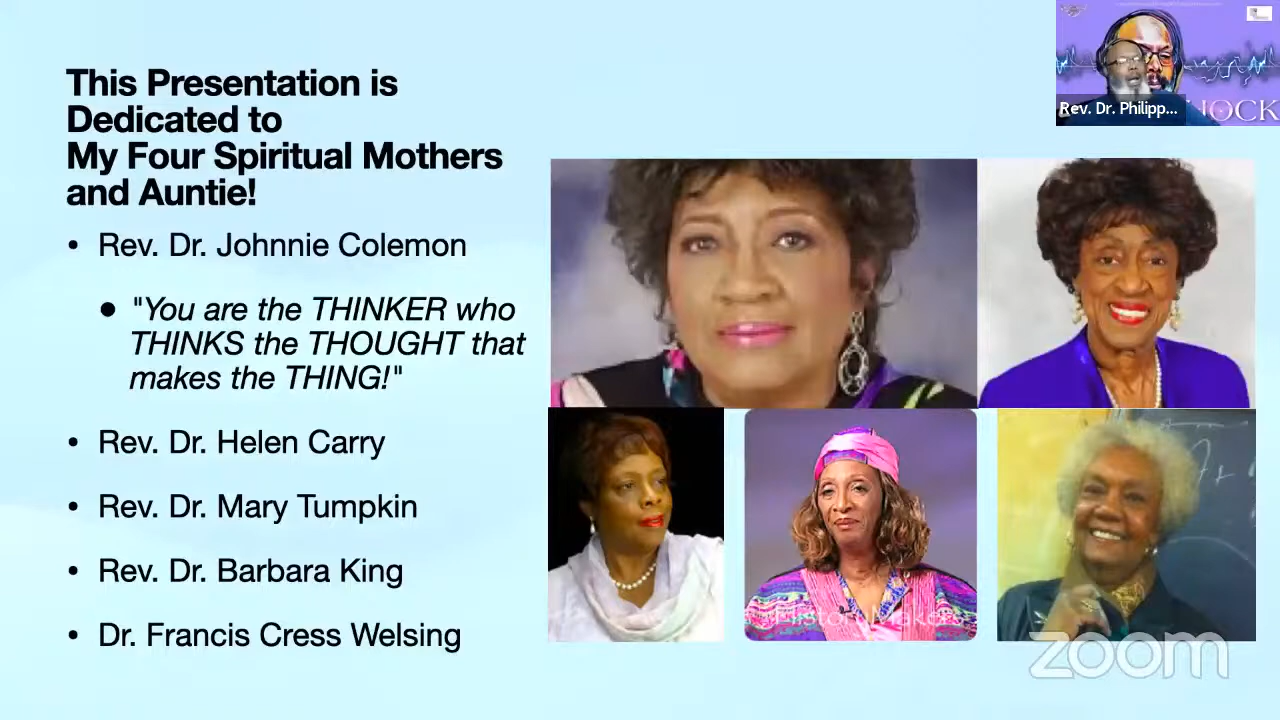 This Presentation is
Dedicated to
My Four Spiritual Mothers
and Auntie!
• Rev. Dr. Johnnie Colemon
• "You are the THINKER who
THINKS the THOUGHT that
makes the THING!"
• Rev. Dr. Helen Carry
• Rev. Dr. Mary Tumpkin
• Rev. Dr. Barbara King
• Dr. Francis Cress Welsing
Rev. Dr. Philipp...
NOCK
HistoryMakers
zoom